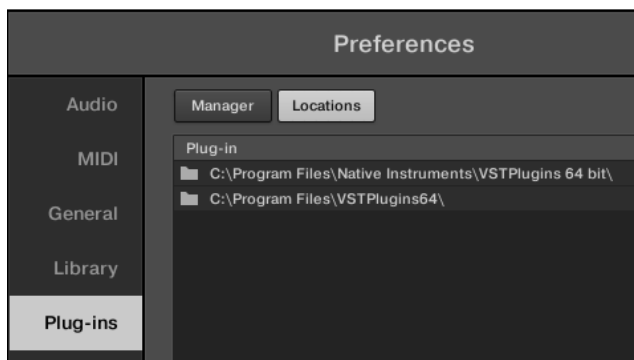 Preferences
Audio
Manager Locations
MIDI
Plug-in
C:\Program Files\Native Instruments\VSTPlugins 64 bit\
C:\Program Files\VSTPlugins64\
General
Library
Plug-ins